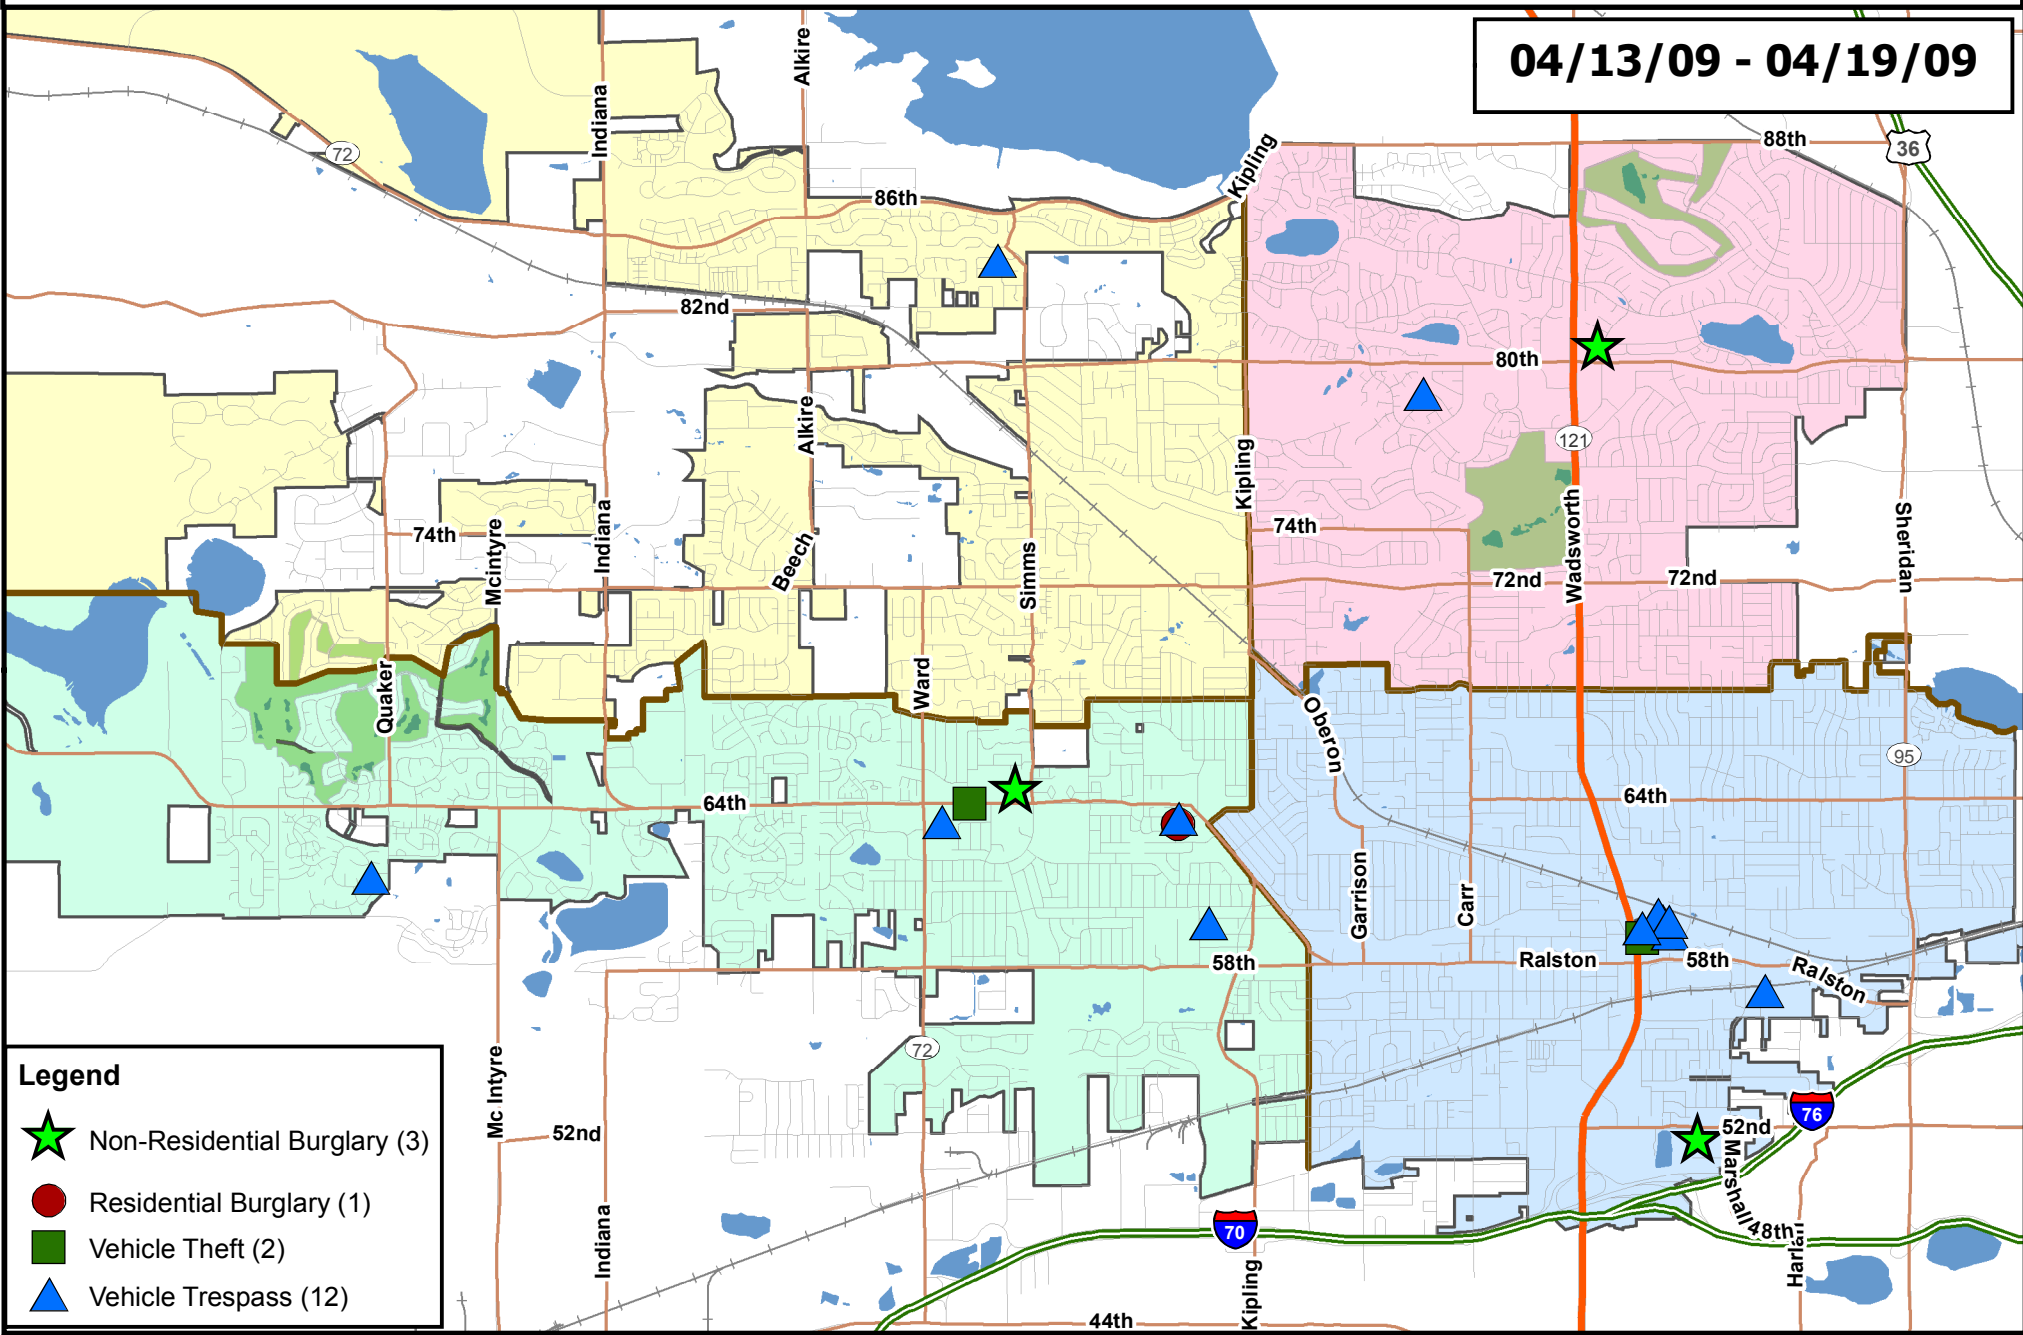 04/13/09 - 04/19/09
Alkire
Indiana
72
Kipling
88th
36
86th
82nd
80th
Alkire
121
Kipling
74th
Mcintyre
Indiana
Beech
Simms
74th
72nd
Wadsworth
72nd
Sheridan
Quaker
Ward
Oberon
95
64th
64th
Garrison
Carr
58th
Ralston
58th
Ralston
72
Mc Intyre
52nd
76
52nd
Marshall
48th
Harlan
70
Indiana
Kipling
44th
Legend
Non-Residential Burglary (3)
Residential Burglary (1)
Vehicle Theft (2)
Vehicle Trespass (12)